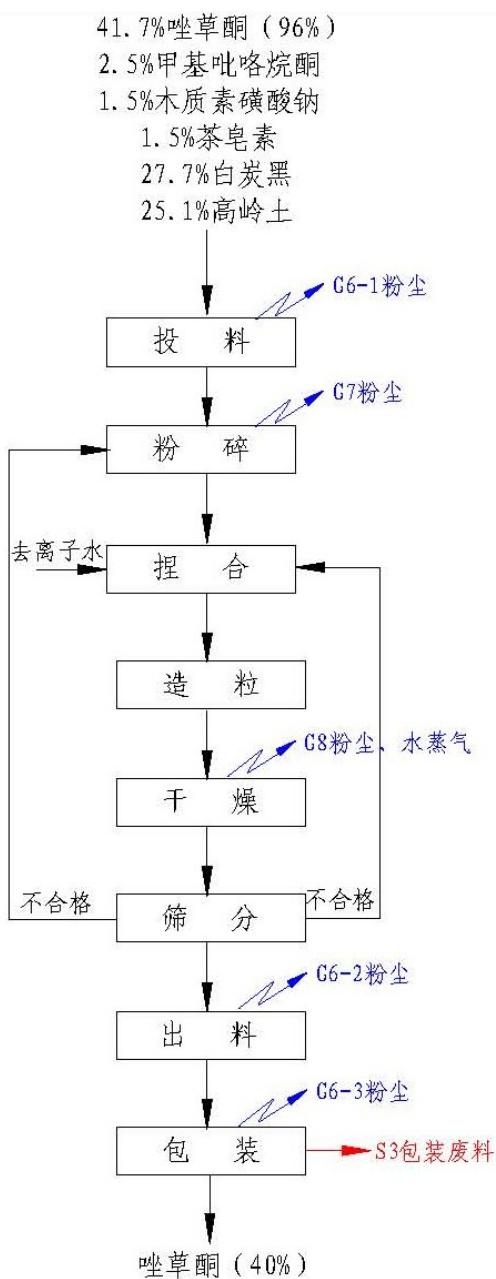 41.7%唑草酮（96%）
2.5%甲基吡咯烷酮
1.5%木质素磺酸钠
1.5%茶皂素
27.7%白炭黑
25.1%高岭土
G6-1粉尘
投 料
G7粉尘
粉 碎
去离子水
捏 合
造 粒
G8粉尘、水蒸气
干 燥
不合格
筛 分
不合格
G6-2粉尘
出 料
G6-3粉尘
包 装
S3包装废料
唑草酮（40%）